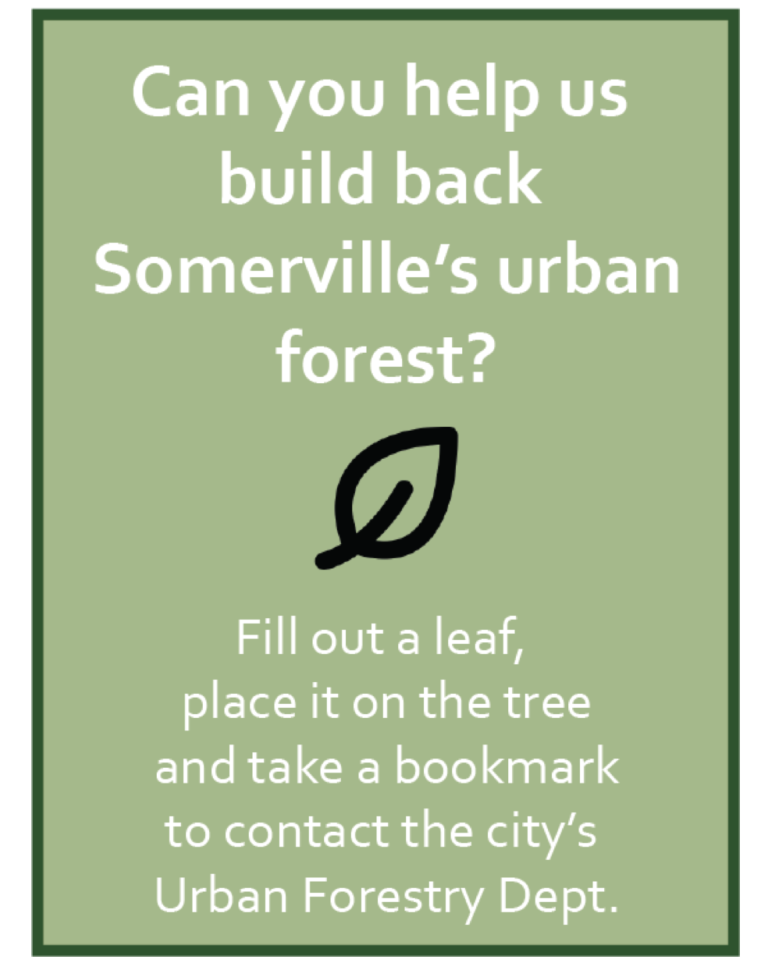 Can you help us
build back
Somerville’s urban
forest?
Fill out a leaf,
place it on the tree
and take a bookmark
to contact the city’s
Urban Forestry Dept.